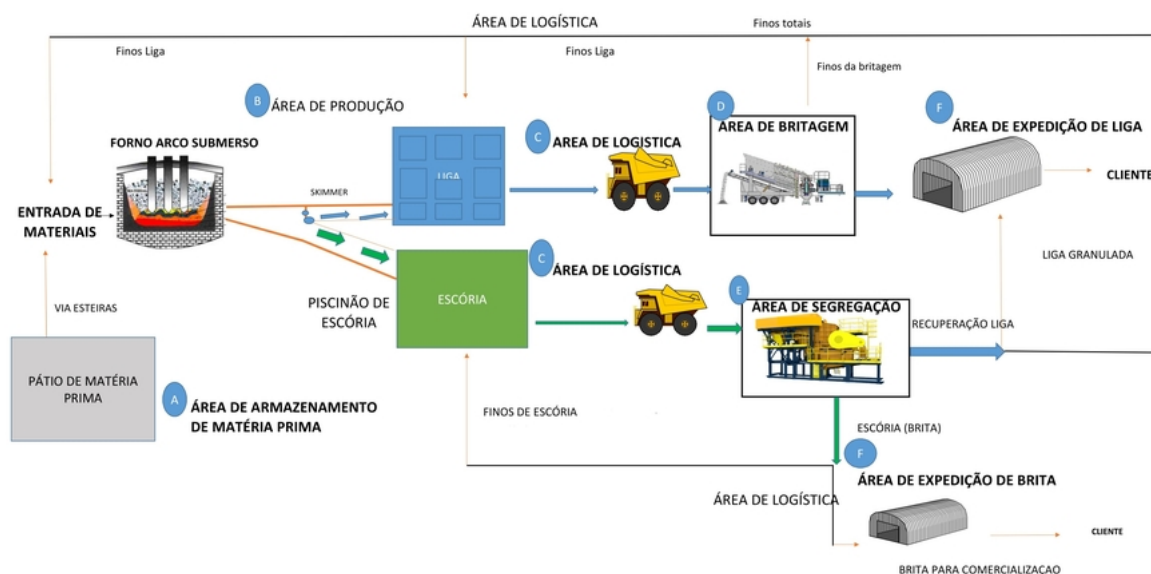 ÁREA DE LOGÍSTICA
Finos totais
Finos Liga
Finos Liga
Finos da britagem
B
ÁREA DE PRODUÇÃO
FORNO ARCO SUBMERSO
SKIMMER
LIGA
C
ÁREA DE LOGISTICA
D
ÁREA DE BRITAGEM
F
ÁREA DE EXPEDIÇÃO DE LIGA
CLIENTE
ENTRADA DE
MATERIAIS
VIA ESTEIRAS
PISCINÃO DE
ESCÓRIA
ESCÓRIA
C
ÁREA DE LOGÍSTICA
E
ÁREA DE SEGREGAÇÃO
RECUPERAÇÃO LIGA
LIGA GRANULADA
PÁTIO DE MATÉRIA
PRIMA
A
ÁREA DE ARMAZENAMENTO
DE MATÉRIA PRIMA
FINOS DE ESCÓRIA
ESCÓRIA (BRITA)
F
ÁREA DE EXPEDIÇÃO DE BRITA
ÁREA DE LOGÍSTICA
CLIENTE
BRITA PARA COMERCIALIZACAO